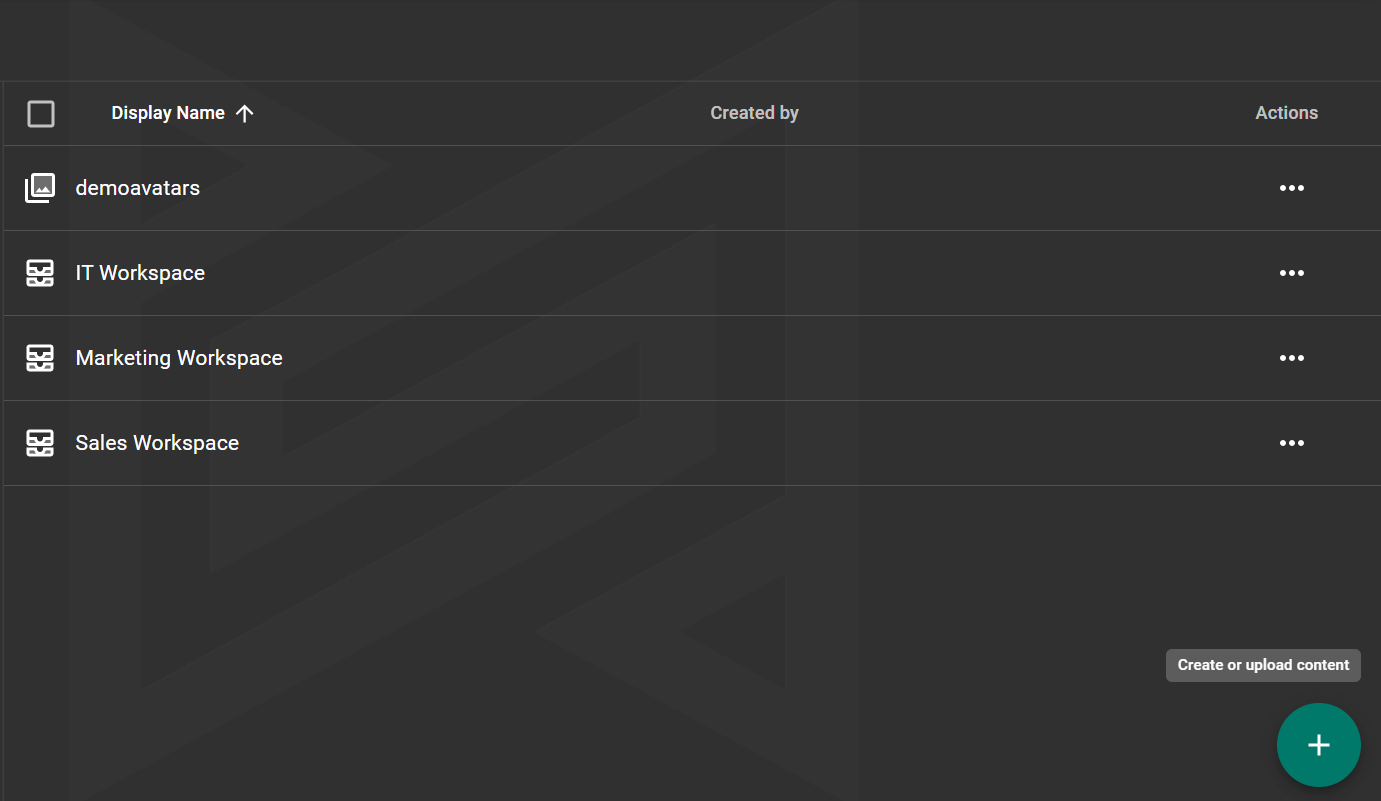 Display Name Created by Actions
demoavatars
IT Workspace
Marketing Workspace
Sales Workspace
Create or upload content